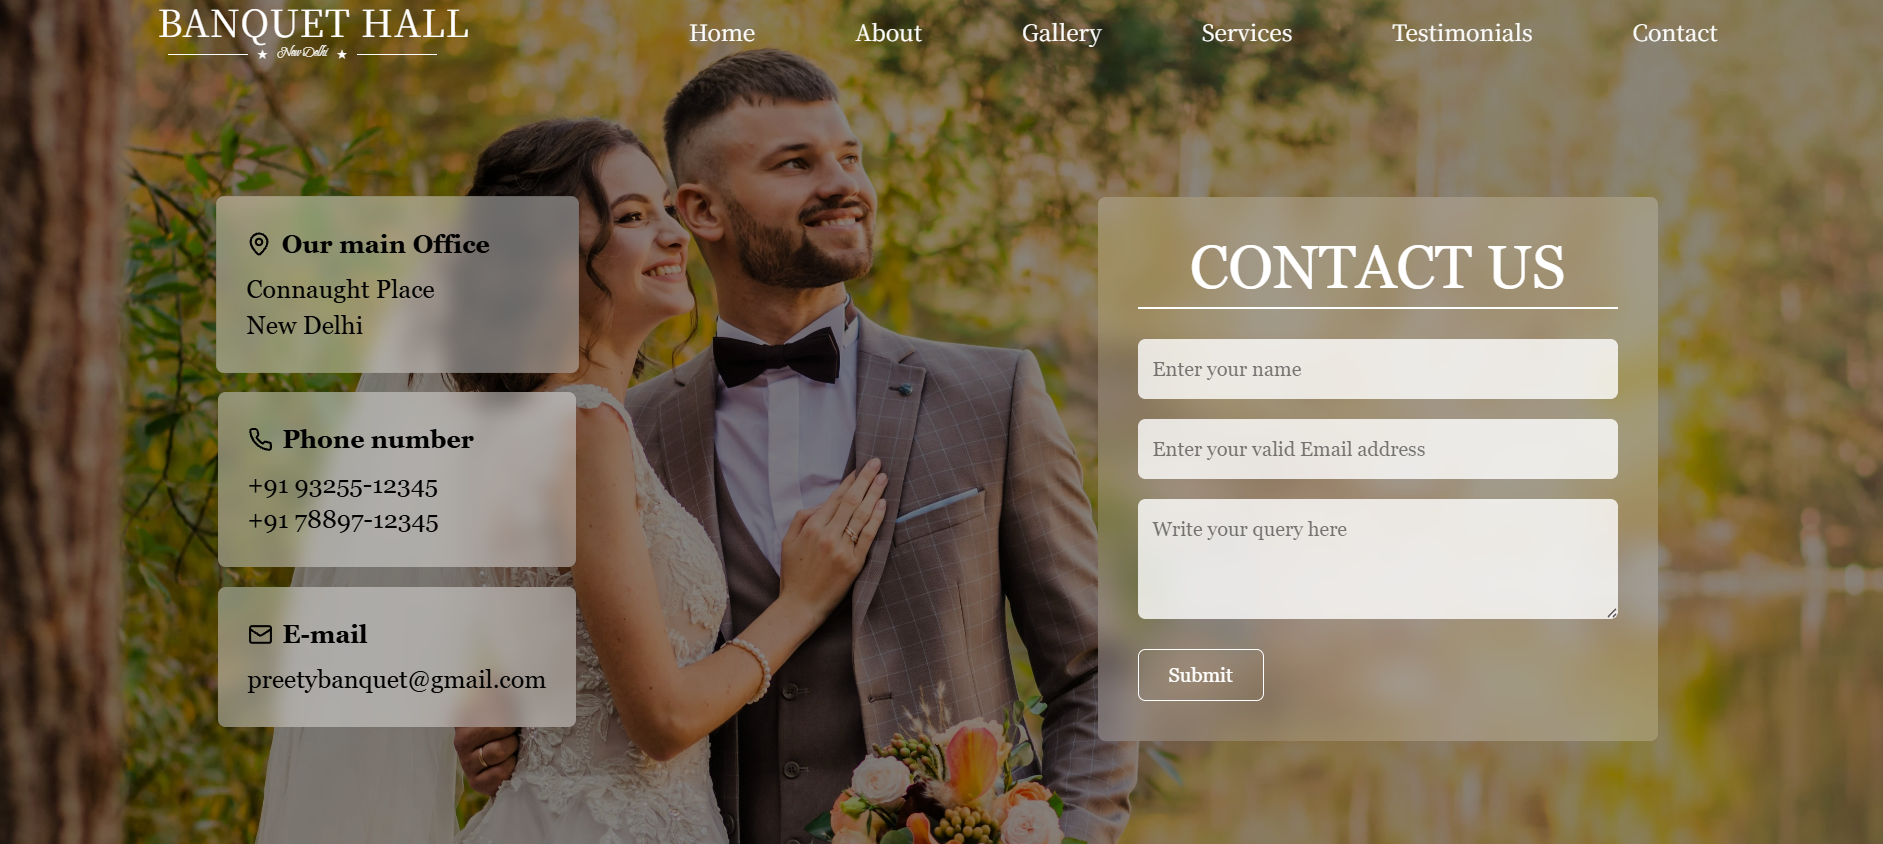 BANQUET HALL
New Delhi
Home About Gallery Services Testimonials Contact
Our main Office
Connaught Place
New Delhi
Phone number
+91 93255-12345
+91 78897-12345
E-mail
preetybanquet@gmail.com
CONTACT US
Enter your name
Enter your valid Email address
Write your query here
Submit